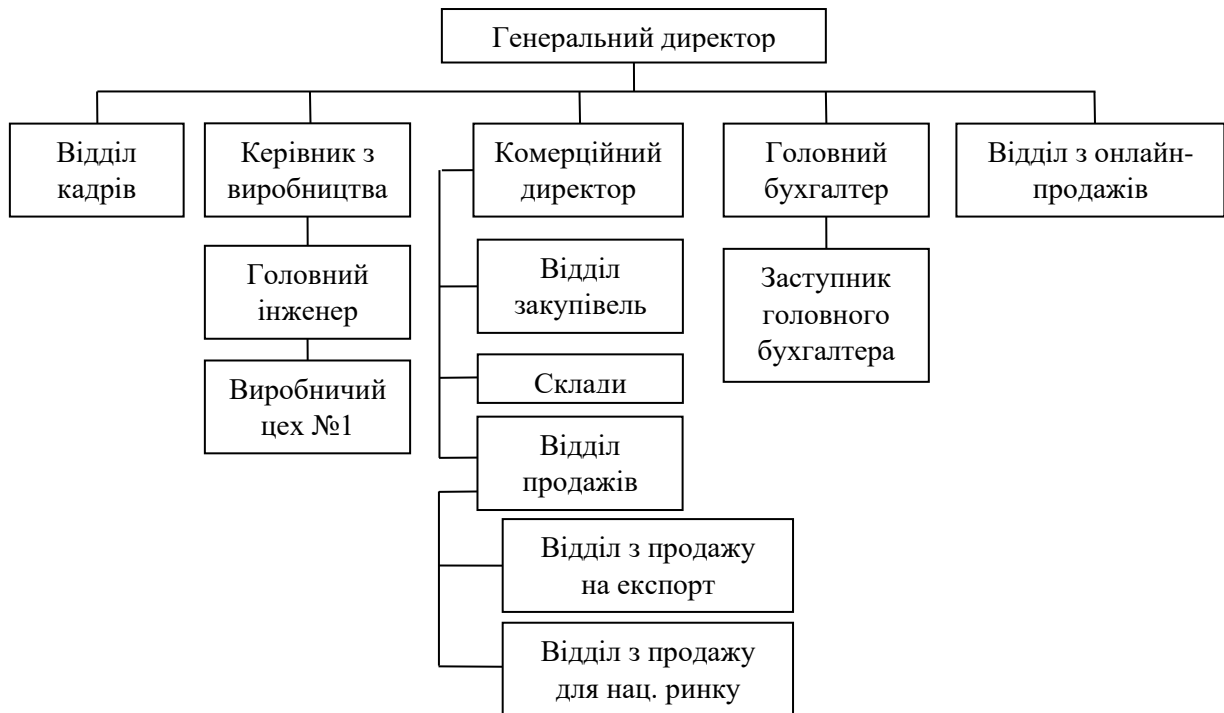 Генеральний директор
Відділ
кадрів
Керівник з
виробництва
Комерційний
директор
Головний
бухгалтер
Відділ з онлайн-
продажів
Головний
інженер
Виробничий
цех №1
Відділ
закупівель
Склади
Відділ
продажів
Відділ з продажу
на експорт
Відділ з продажу
для нац. ринку
Заступник
головного
бухгалтера